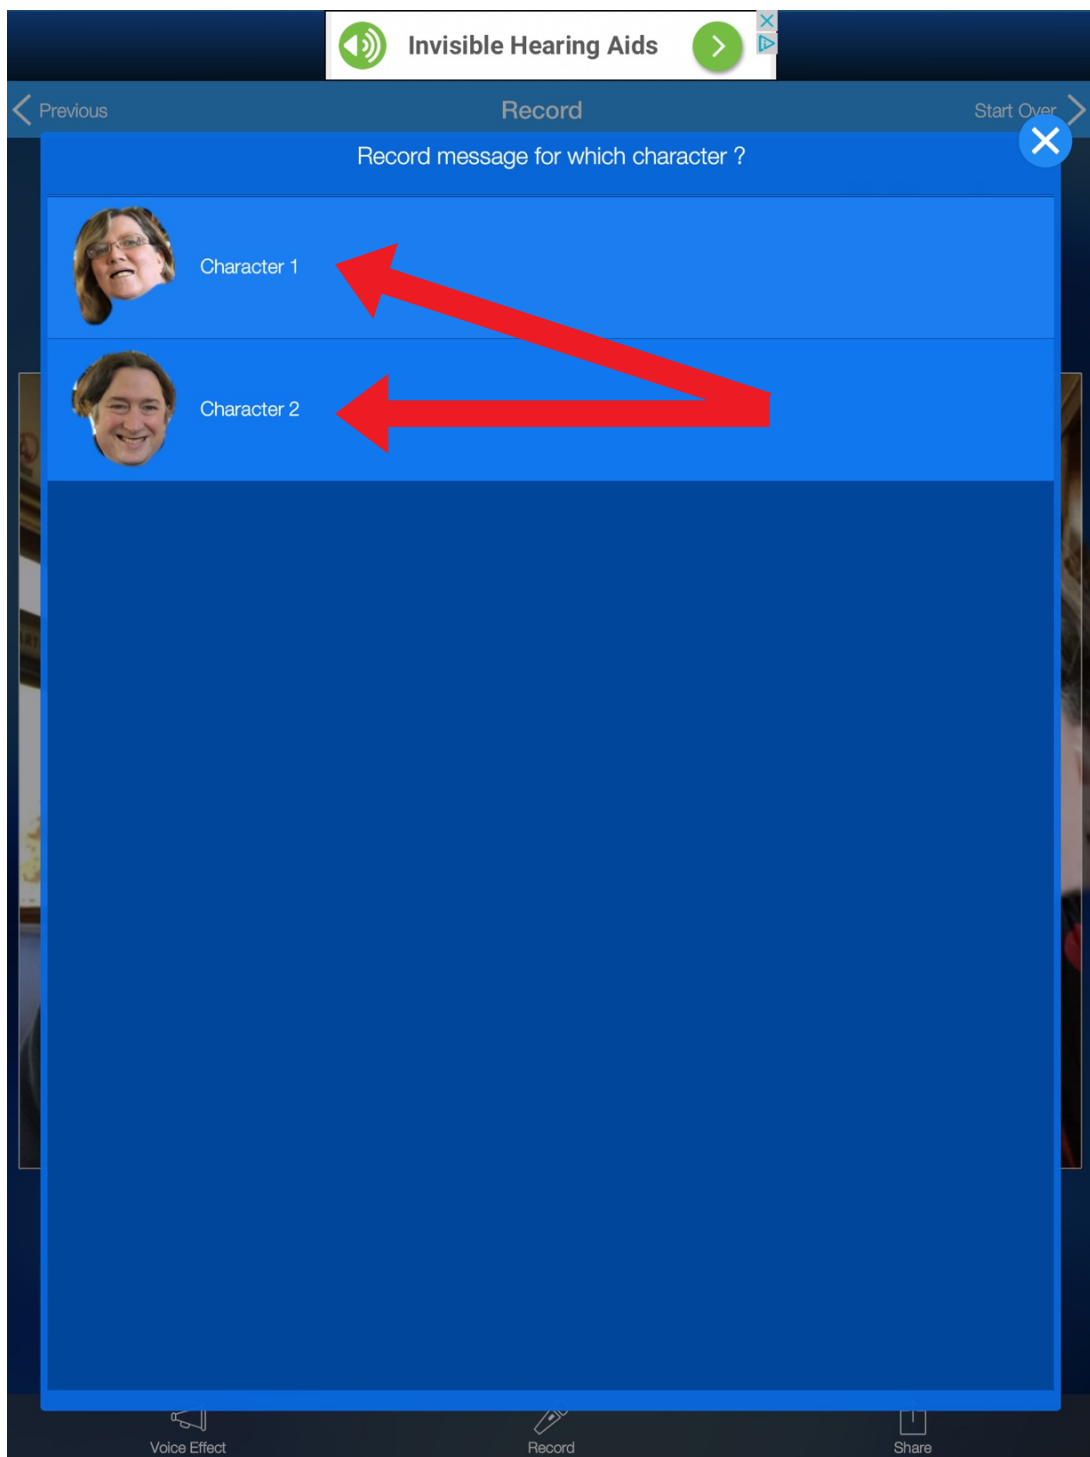 Invisible Hearing Aids
Previous
Record
Start Over
Record message for which character ?
Character 1
Character 2
Voice Effect
Record
Share